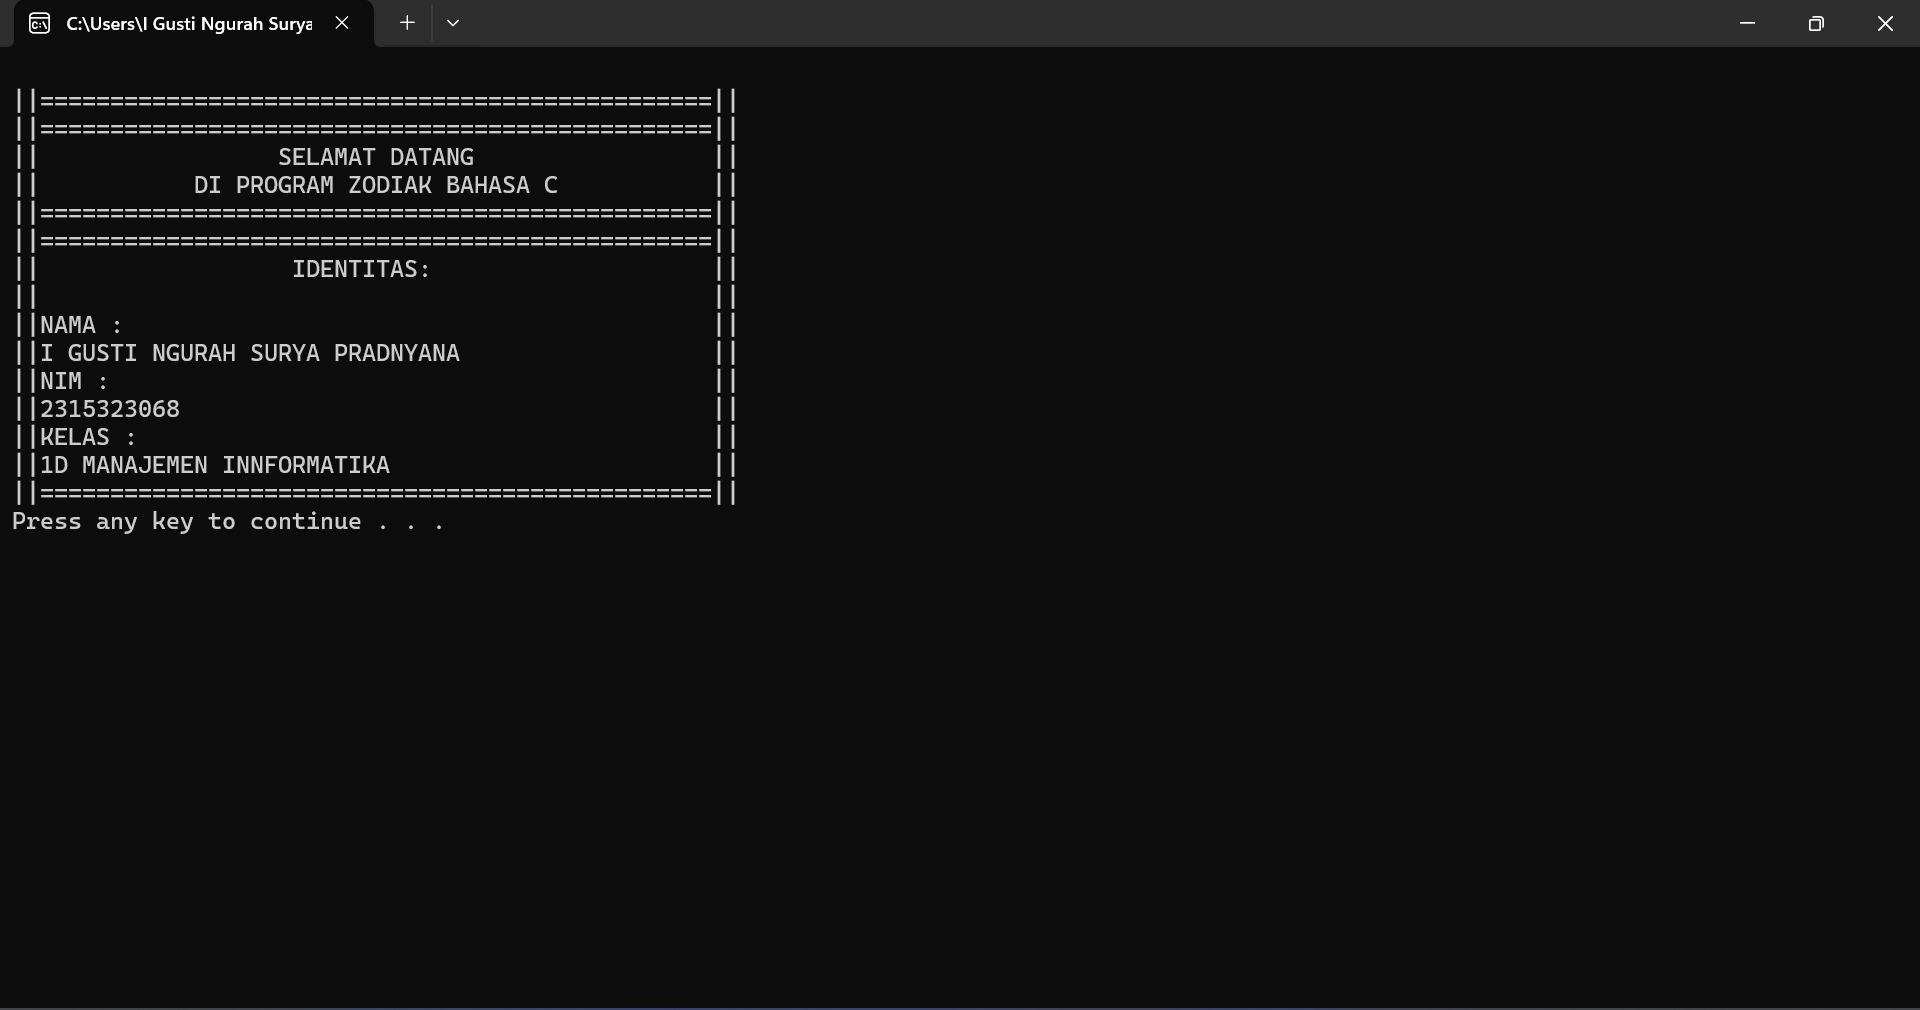 C:\Users\I Gusti Ngurah Surya
||================================================||
||================================================||
||                 SELAMAT DATANG                 ||
||           DI PROGRAM ZODIAK BAHASA C           ||
||================================================||
||================================================||
||                  IDENTITAS:                    ||
||                                                ||
||NAMA :                                          ||
||I GUSTI NGURAH SURYA PRADNYANA                  ||
||NIM :                                           ||
||2315323068                                      ||
||KELAS :                                         ||
||1D MANAJEMEN INNFORMATIKA                       ||
||================================================||
Press any key to continue . . .